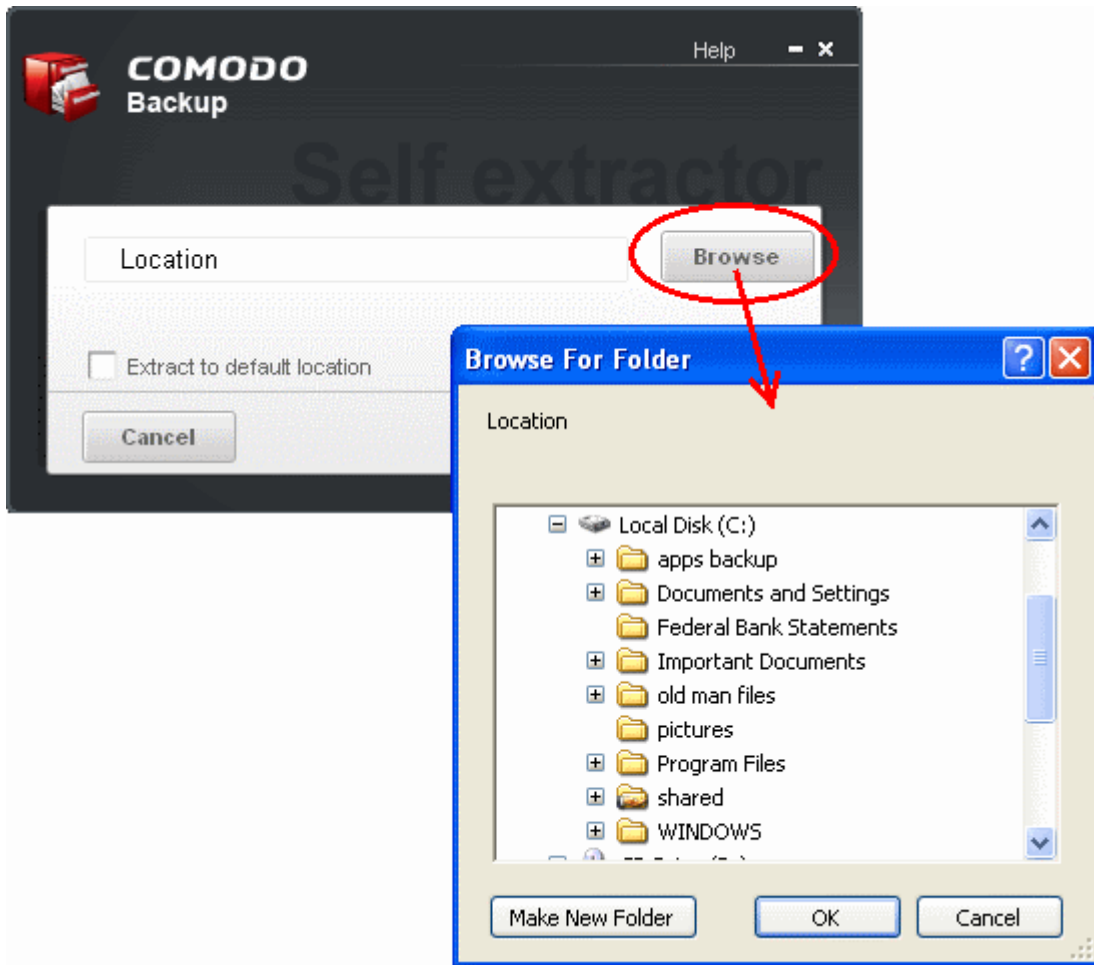 Help
COMODO
Backup
Self extractor
Location
Browse
Extract to default location
Cancel
Browse For Folder
Location
Local Disk (C:)
apps backup
Documents and Settings
Federal Bank Statements
Important Documents
old man files
pictures
Program Files
shared
WINDOWS
Make New Folder
OK
Cancel